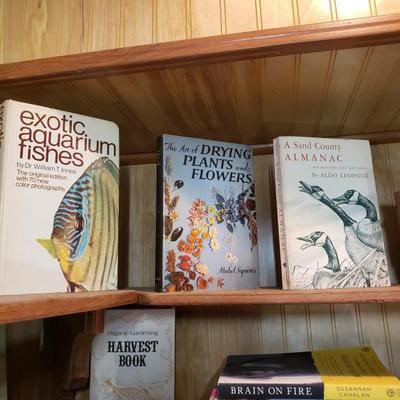 exotic
aquarium
fishes
by Dr. William T. Innes
The original edition
with 70 new
color photographs
The Art of
DRYING
PLANTS and
FLOWERS
Mabel Squires
A Sand County
ALMANAC
By ALDO LEOPOLD
Organic Gardening
HARVEST
BOOK
BRAIN ON FIRE
SUSANNAH
CAHALAN